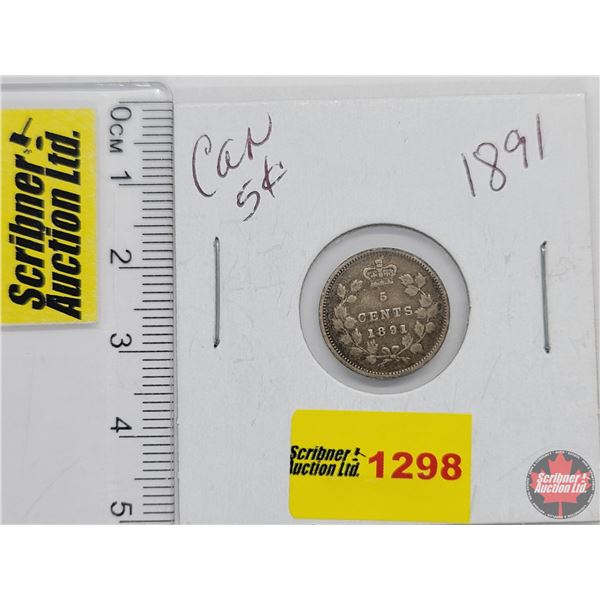 Scribner
Auction Ltd.
0CM
1
2
3
4
5
Can
5¢
1891
5
CENTS
1891
Scribner
Auction Ltd.
1298
Scribner
Auction Ltd.